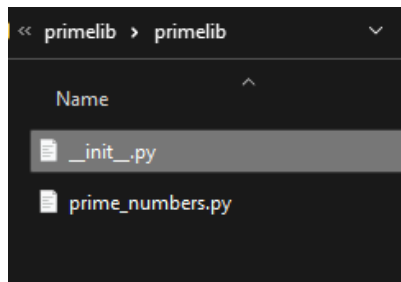 « primelib › primelib
Name
__init__.py
prime_numbers.py